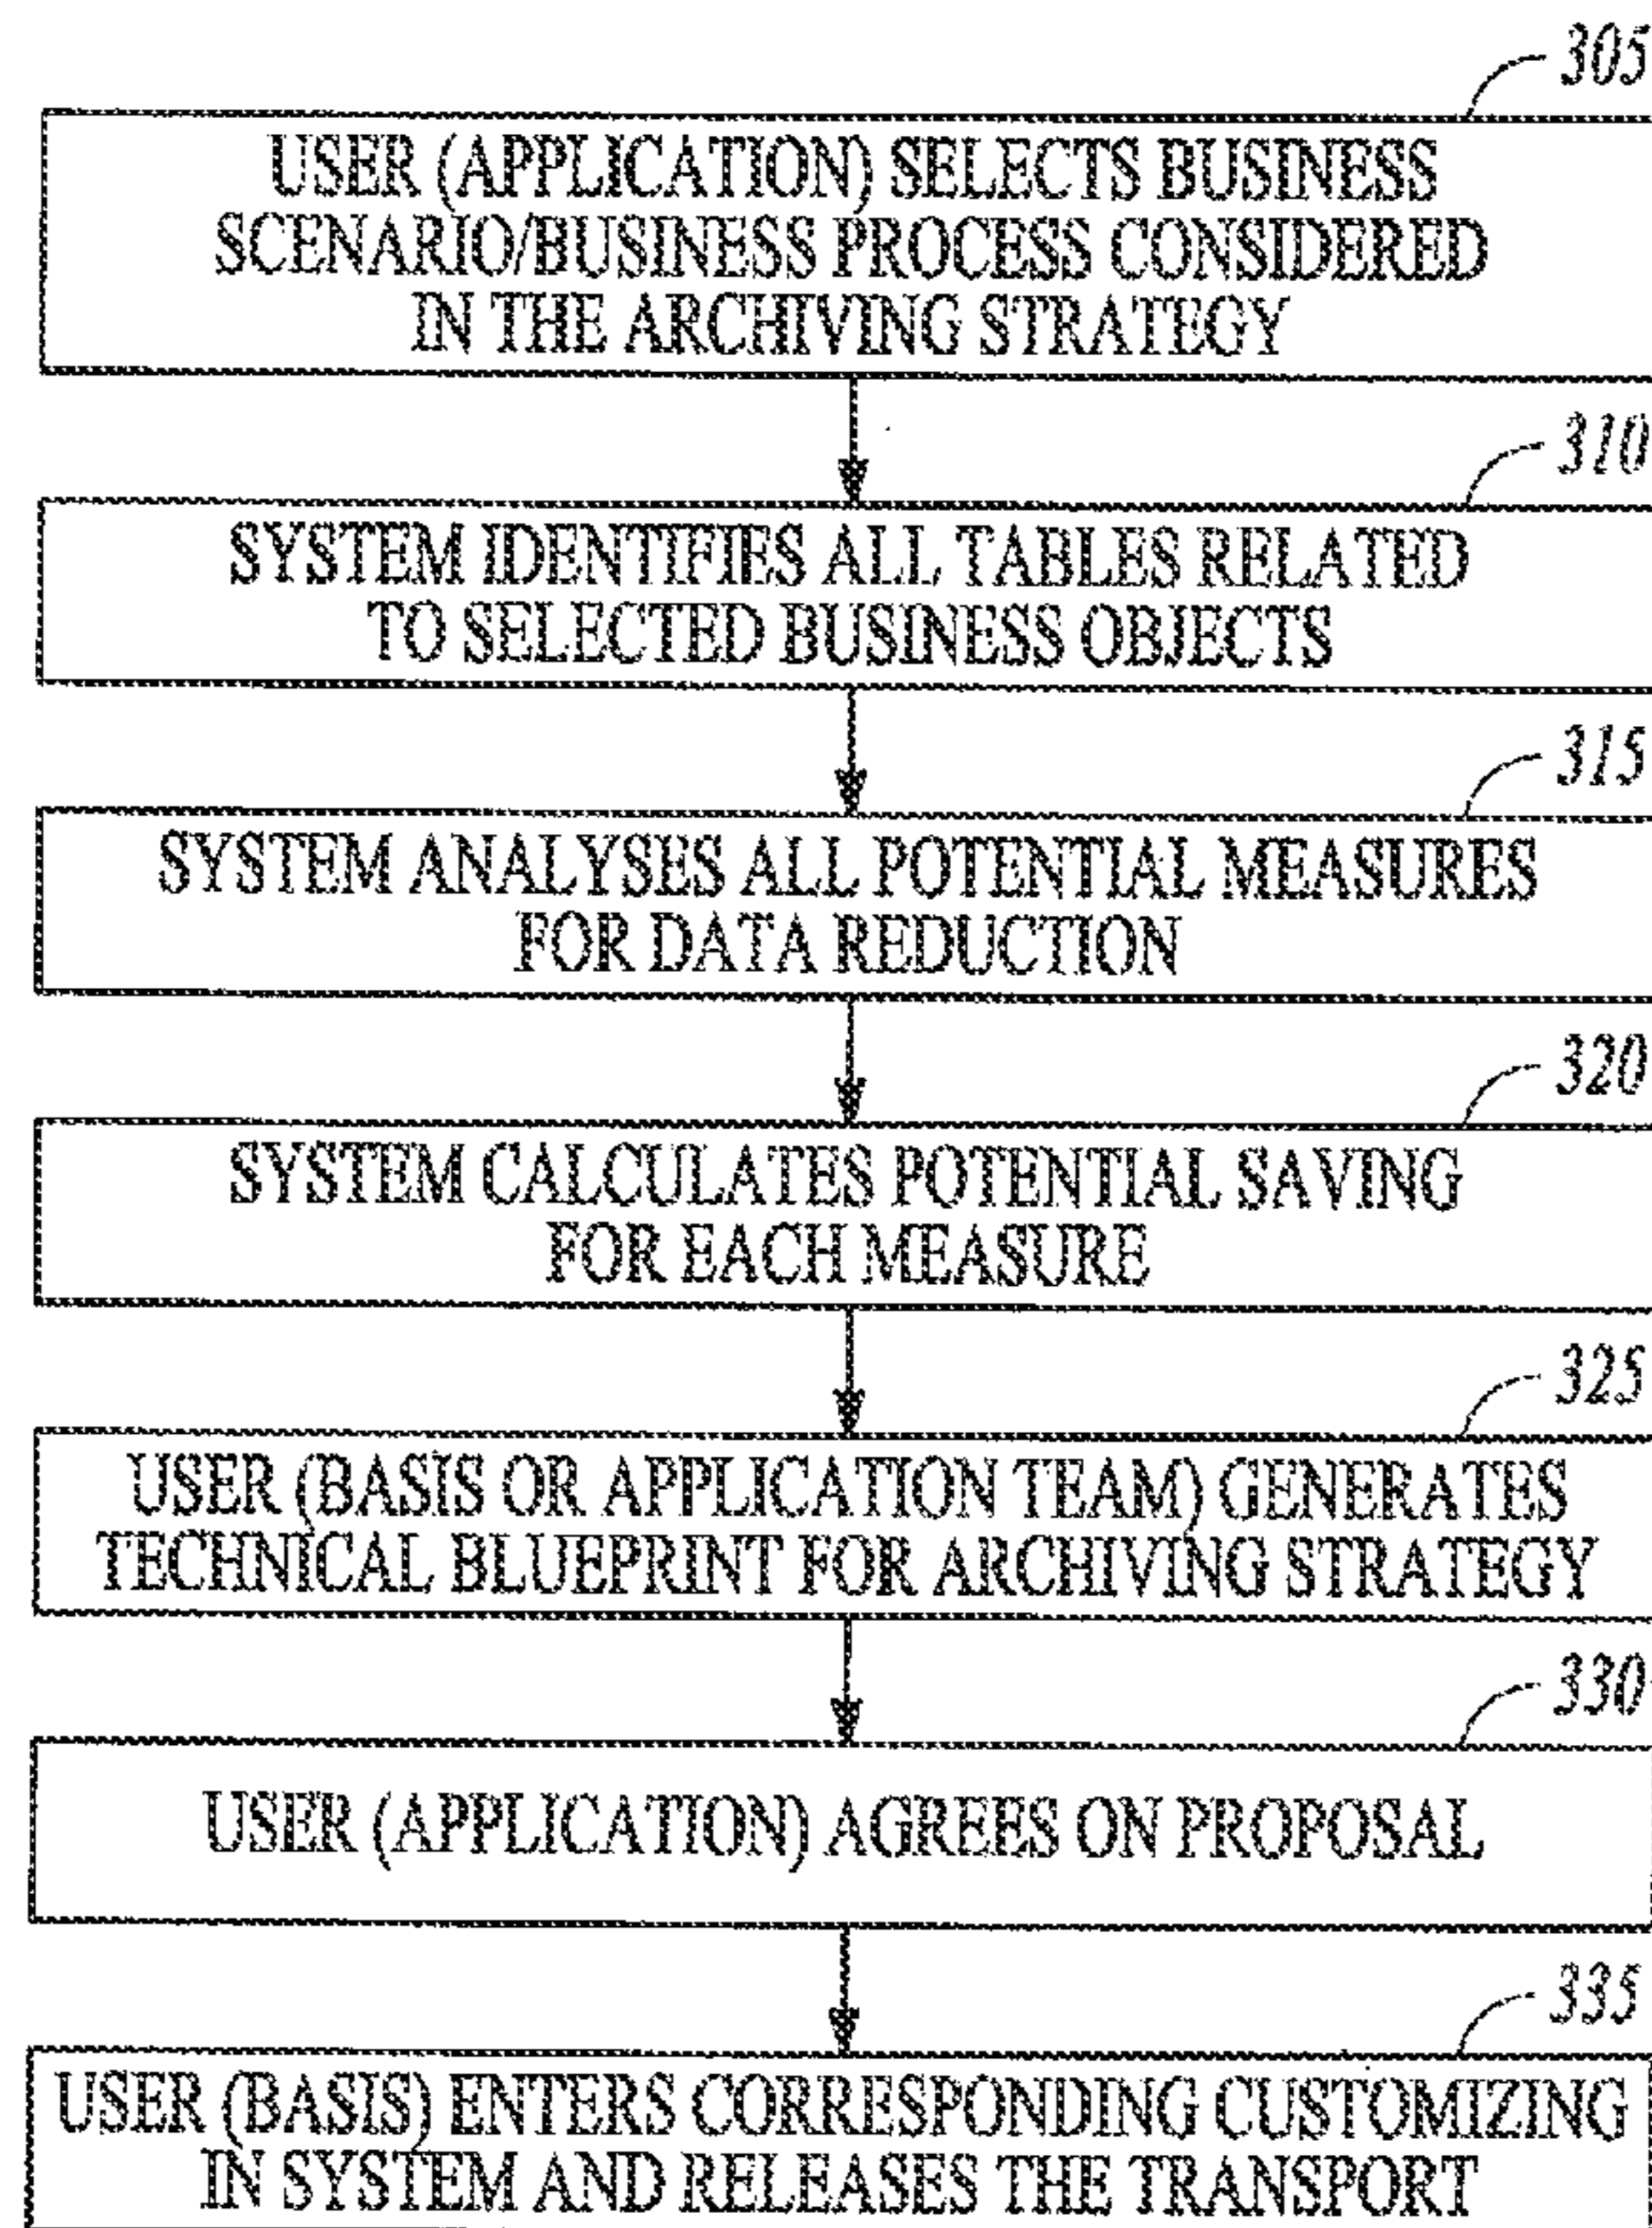 305
USER (APPLICATION) SELECTS BUSINESS
SCENARIO/BUSINESS PROCESS CONSIDERED
IN THE ARCHIVING STRATEGY
310
SYSTEM IDENTIFIES ALL TABLES RELATED
TO SELECTED BUSINESS OBJECTS
315
SYSTEM ANALYSES ALL POTENTIAL MEASURES
FOR DATA REDUCTION
320
SYSTEM CALCULATES POTENTIAL SAVING
FOR EACH MEASURE
325
USER (BASIS OR APPLICATION TEAM) GENERATES
TECHNICAL BLUEPRINT FOR ARCHIVING STRATEGY
330
USER (APPLICATION) AGREES ON PROPOSAL
335
USER (BASIS) ENTERS CORRESPONDING CUSTOMIZING
IN SYSTEM AND RELEASES THE TRANSPORT